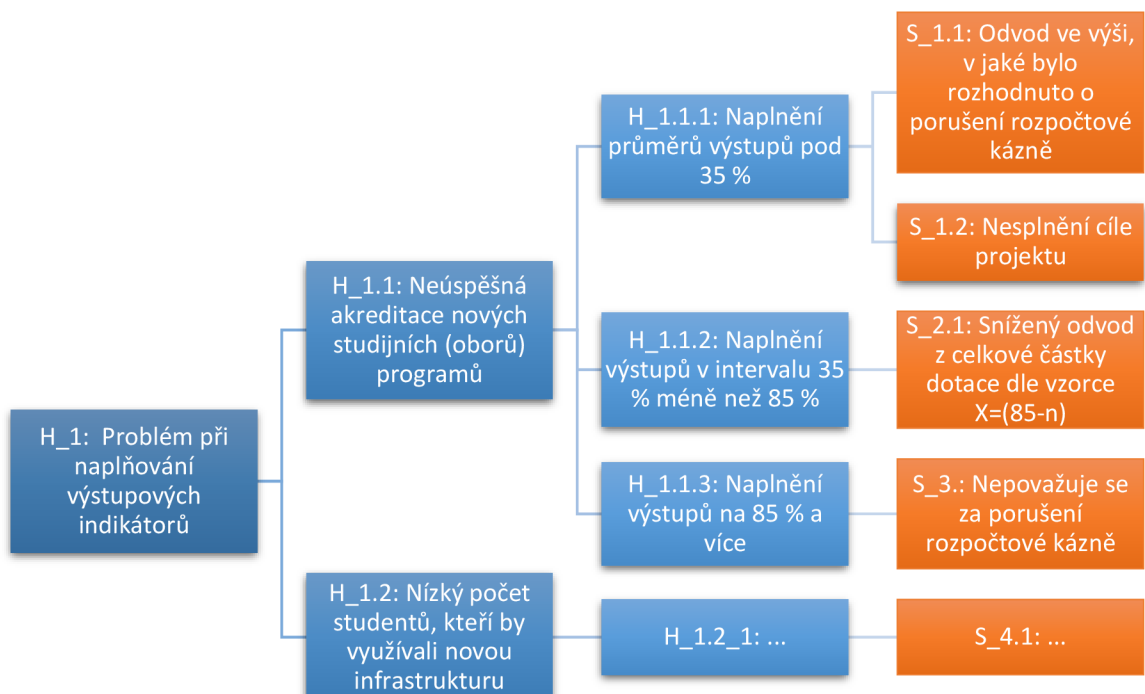 H_1: Problém při
naplňování
výstupových
indikátorů
H_1.1: Neúspěšná
akreditace nových
studijních (oborů)
programů
H_1.1.1: Naplnění
průměrů výstupů pod
35 %
S_1.1: Odvod ve výši,
v jaké bylo
rozhodnuto o
porušení rozpočtové
kázně
S_1.2: Nesplnění cíle
projektu
H_1.1.2: Naplnění
výstupů v intervalu 35
% méně než 85 %
S_2.1: Snížený odvod
z celkové částky
dotace dle vzorce
X=(85-n)
H_1.1.3: Naplnění
výstupů na 85 % a
více
S_3.: Nepovažuje se
za porušení
rozpočtové kázně
H_1.2: Nízký počet
studentů, kteří by
využívali novou
infrastrukturu
H_1.2_1: ...
S_4.1: ...